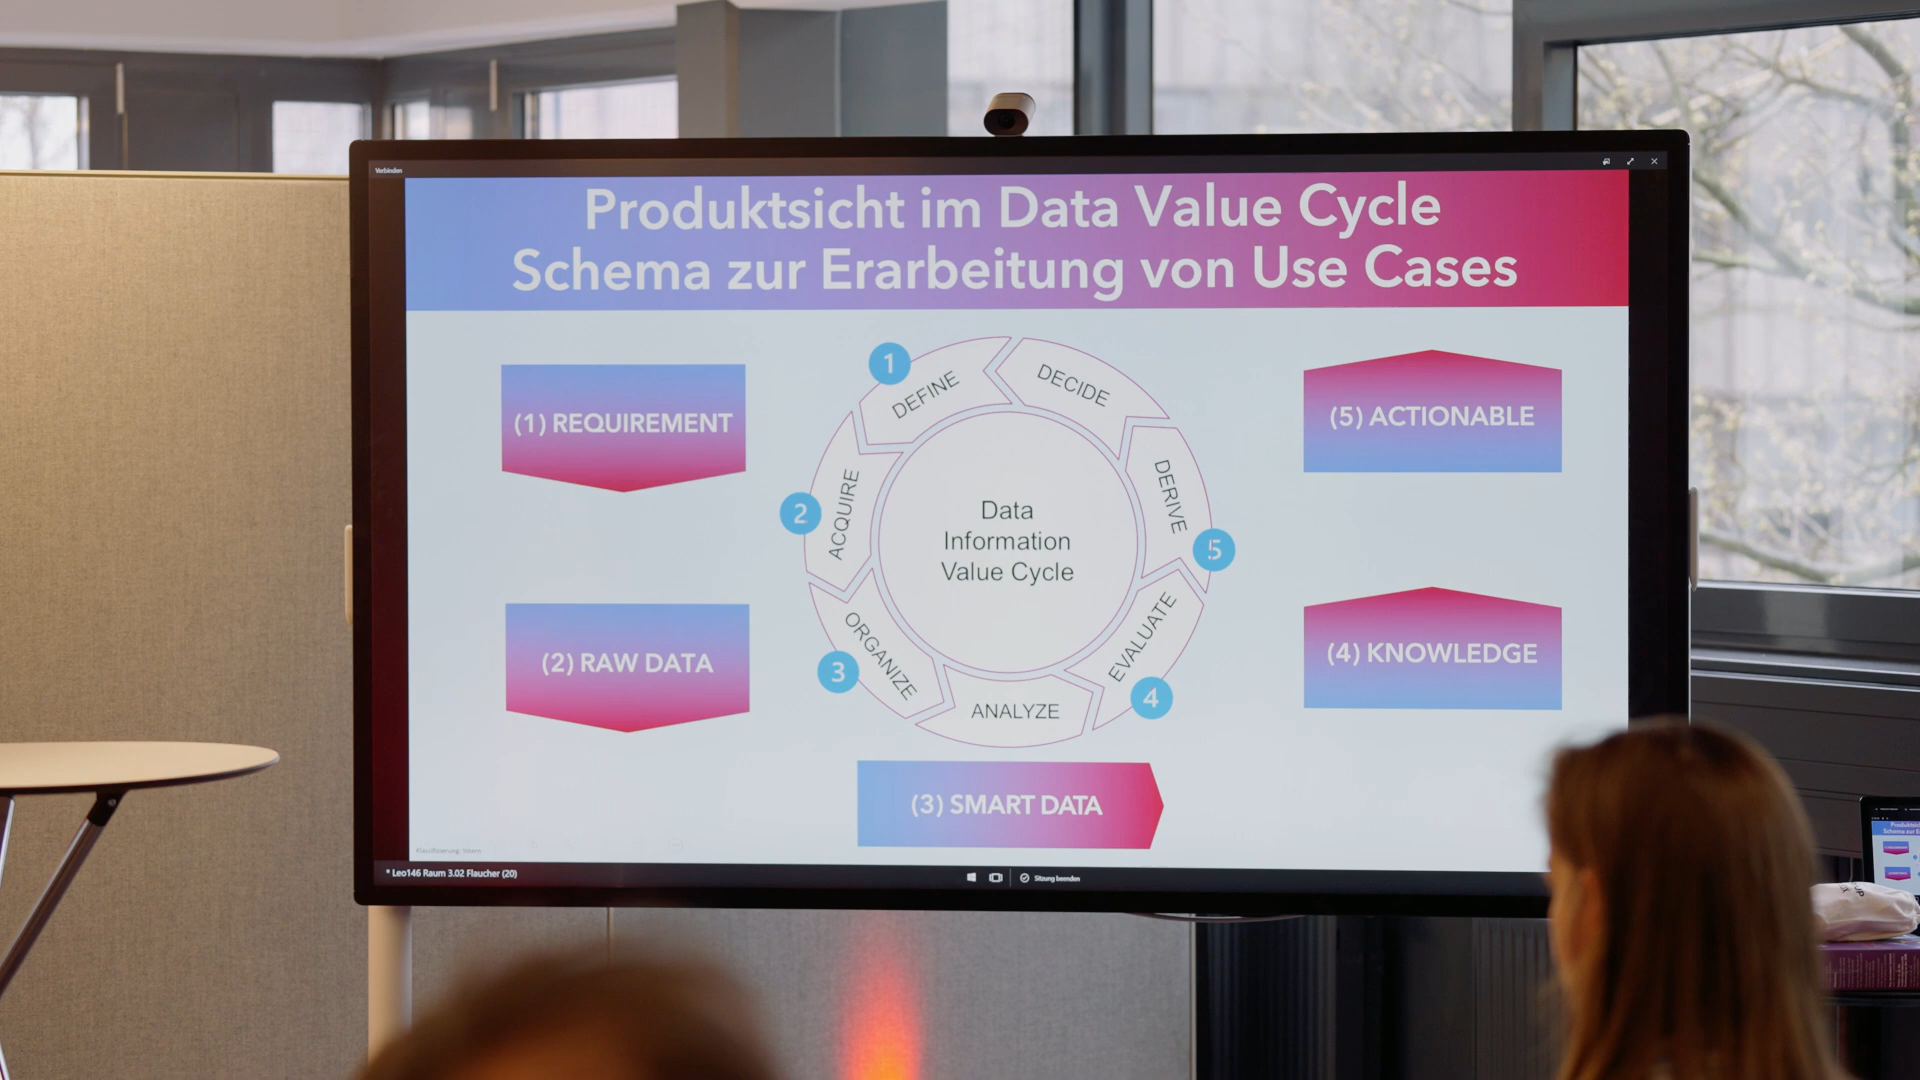 Verbinden
Produktsicht im Data Value Cycle
Schema zur Erarbeitung von Use Cases
(1) REQUIREMENT
(2) RAW DATA
1
DEFINE
DECIDE
2
ACQUIRE
DERIVE
5
Data
Information
Value Cycle
3
ORGANIZE
EVALUATE
4
ANALYZE
(3) SMART DATA
(5) ACTIONABLE
(4) KNOWLEDGE
Klassifizierung: Intern
* Leo146 Raum 3.02 Flaucher (20)
Sitzung beenden